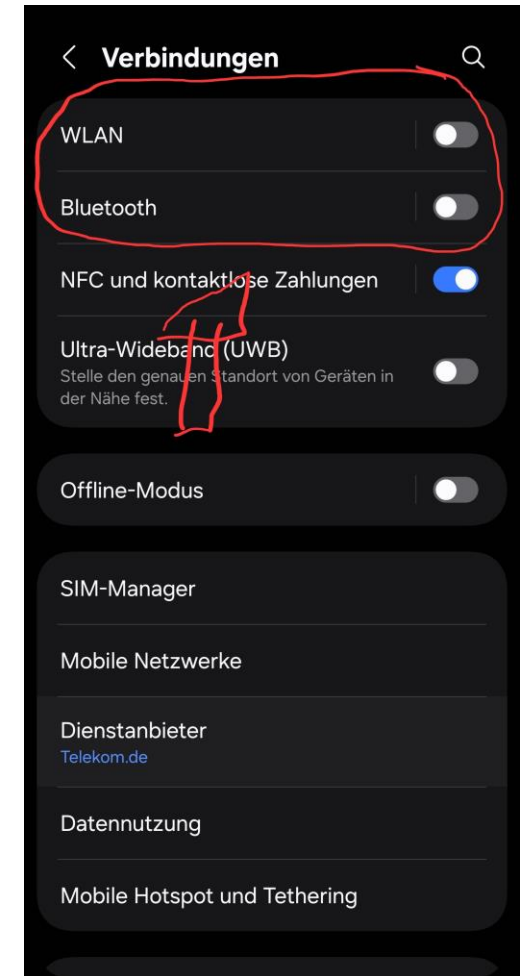 Verbindungen
WLAN
Bluetooth
NFC und kontaktlose Zahlungen
Ultra-Wideband (UWB)
Stelle den genauen Standort von Geräten in
der Nähe fest.
Offline-Modus
SIM-Manager
Mobile Netzwerke
Dienstanbieter
Telekom.de
Datennutzung
Mobile Hotspot und Tethering